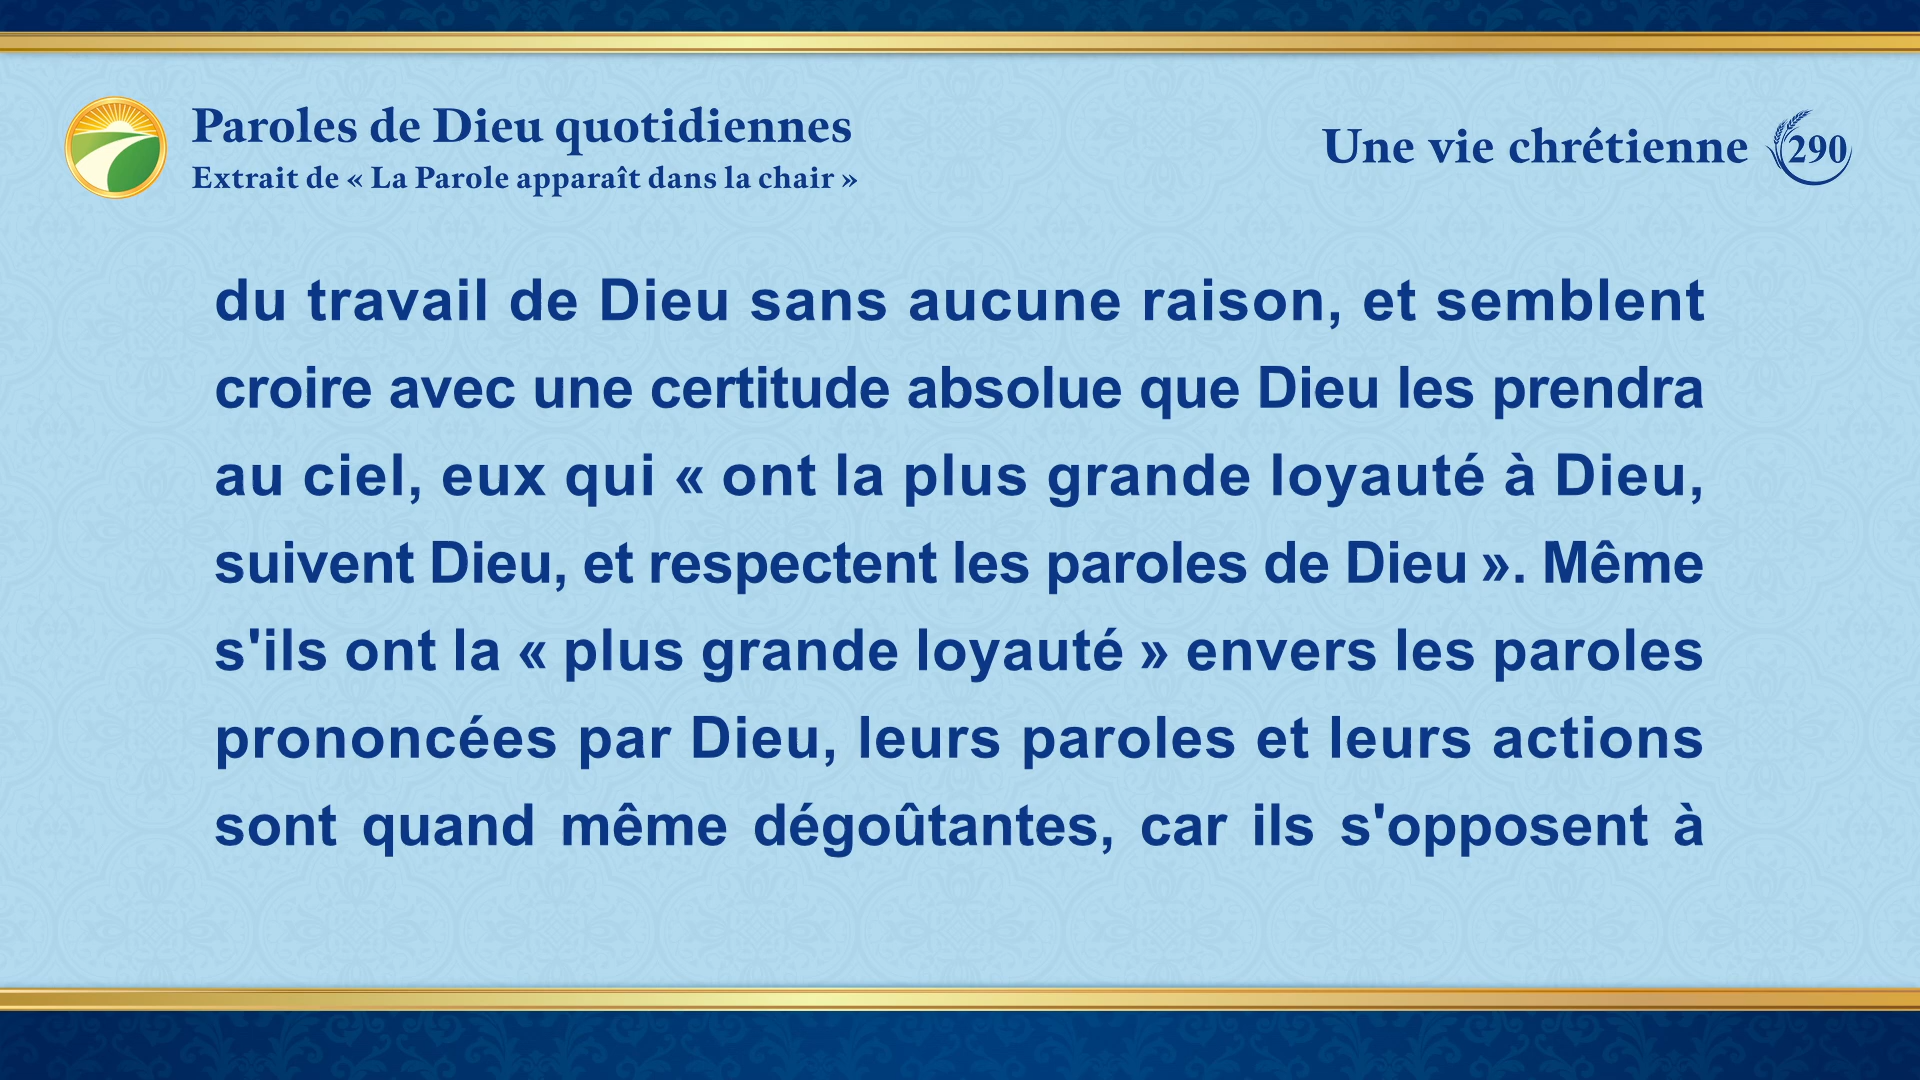 Paroles de Dieu quotidiennes
Extrait de « La Parole apparaît dans la chair »
Une vie chrétienne 290
du travail de Dieu sans aucune raison, et semblent
croire avec une certitude absolue que Dieu les prendra
au ciel, eux qui « ont la plus grande loyauté à Dieu,
suivent Dieu, et respectent les paroles de Dieu ». Même
s'ils ont la « plus grande loyauté » envers les paroles
prononcées par Dieu, leurs paroles et leurs actions
sont quand même dégoûtantes, car ils s'opposent à